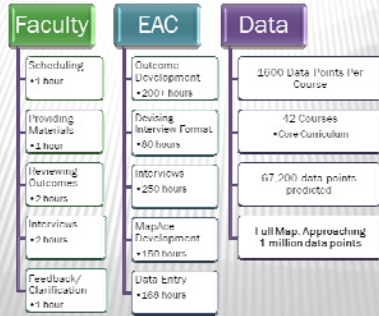 Faculty
Scheduling
•1 hour
Providing
Materials
•1 hour
Reviewing
Outcomes
•2 hours
Interviews
•2 hours
Feedback/
Clarification
•1 hour
EAC
Outcome
Development
•200+ hours
Devising
Interview Format
•80 hours
Interviews
•250 hours
Development
•150 hours
Data Entry
•168 hours
Data
1600 Data Points Per
Course
42 Courses
•Core Curriculum
67,200 data points
predicted
Full Map. Approaching
1 million data points